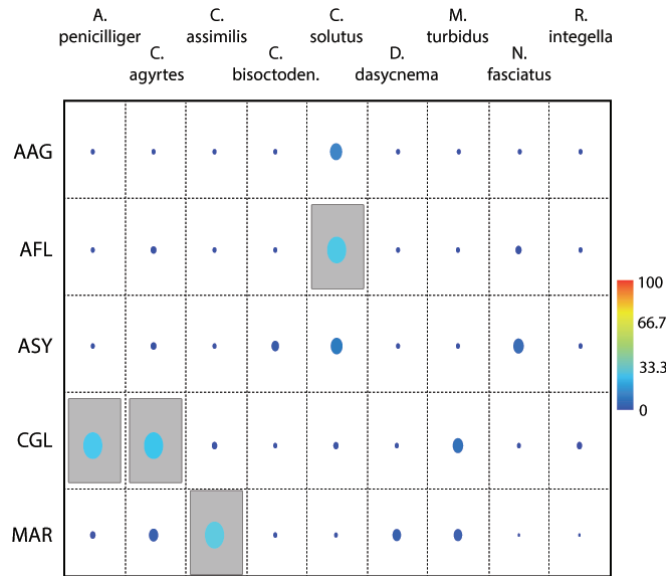 A. C. C. M. R.
penicilliger assimilis solutus turbidus integella
C. C. D. N.
agyrtes bisoctoden. dasycnema fasciatus
AAG
AFL
ASY
CGL
MAR
100
66.7
33.3
0